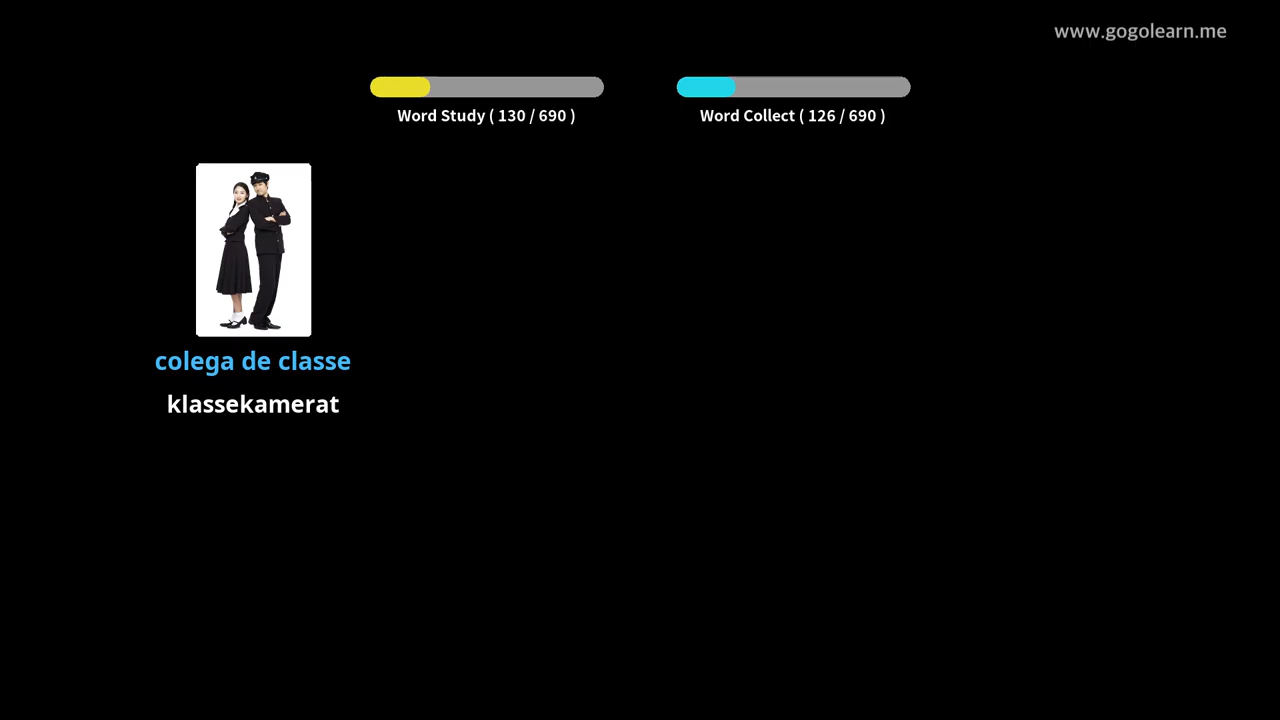 www.gogolearn.me
Word Study ( 130 / 690 )
Word Collect ( 126 / 690 )
colega de classe
klassekamerat